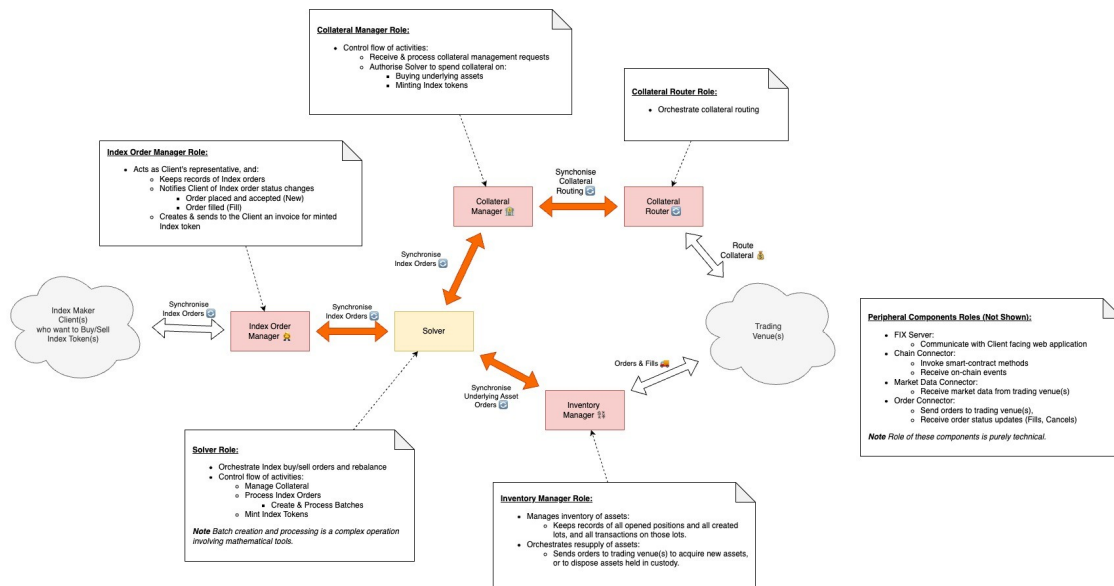 Collateral Manager Role:
Control flow of activities:
Receive & process collateral management requests
Authorise Solver to spend collateral on:
Buying underlying assets
Minting Index tokens
Collateral Router Role:
Orchestrate collateral routing
Index Order Manager Role:
Acts as Client's representative, and:
Keeps records of Index orders
Notifies Client of Index order status changes
Order placed and accepted (New)
Order filled (Fill)
Creates & sends to the Client an invoice for minted
Index token
Collateral
Manager
Synchonise
Collateral
Routing
Collateral
Router
Synchronise
Index Orders
Route
Collateral
Index Maker
Client(s)
who want to Buy/Sell
Index Token(s)
Synchronise
Index Orders
Index Order
Manager
Synchronise
Index Orders
Solver
Trading
Venue(s)
Synchronise
Underlying Asset
Orders
Orders & Fills
Inventory
Manager
Peripheral Components Roles (Not Shown):
FIX Server:
Communicate with Client facing web application
Chain Connector:
Invoke smart-contract methods
Receive on-chain events
Market Data Connector:
Receive market data from trading venue(s)
Order Connector:
Send orders to trading venue(s),
Receive order status updates (Fills, Cancels)
Note Role of these components is purely technical.
Solver Role:
Orchestrate Index buy/sell orders and rebalance
Control flow of activities:
Manage Collateral
Process Index Orders
Create & Process Batches
Mint Index Tokens
Note Batch creation and processing is a complex operation
involving mathematical tools.
Inventory Manager Role:
Manages inventory of assets:
Keeps records of all opened positions and all created
lots, and all transactions on those lots.
Orchestrates resupply of assets:
Sends orders to trading venue(s) to acquire new assets,
or to dispose assets held in custody.